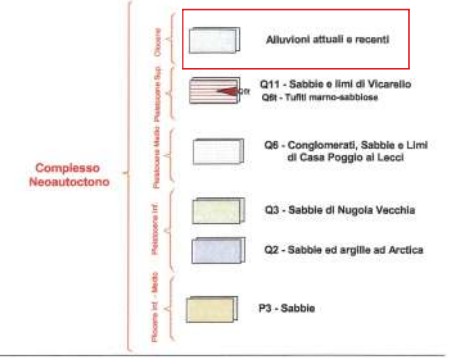 Olocene
Alluvioni attuali e recenti
Pleistocene Sup.
Q11 - Sabbie e limi di Vicarello
Q6t
Q6t - Tufiti marno-sabbiose
Pleistocene Medio
Q6 - Conglomerati, Sabbie e Limi
di Casa Poggio ai Lecci
Complesso
Neoautoctono
Pleistocene Inf.
Q3 - Sabbie di Nugola Vecchia
Q2 - Sabbie ed argille ad Arctica
Pliocene Inf. - Medio
P3 - Sabbie